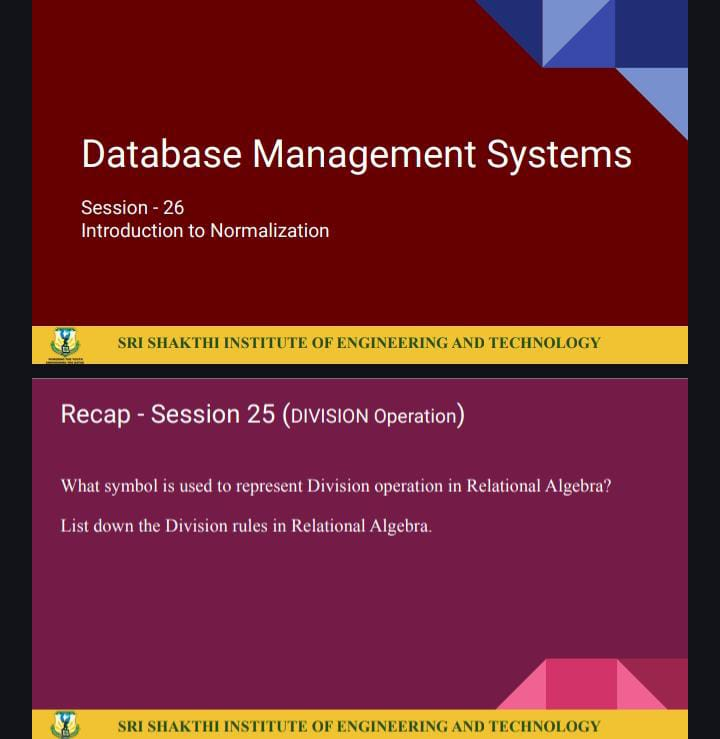 Database Management Systems
Session - 26
Introduction to Normalization
SRI SHAKTHI INSTITUTE OF ENGINEERING AND TECHNOLOGY
Recap - Session 25 (DIVISION Operation)
What symbol is used to represent Division operation in Relational Algebra?
List down the Division rules in Relational Algebra.
SRI SHAKTHI INSTITUTE OF ENGINEERING AND TECHNOLOGY